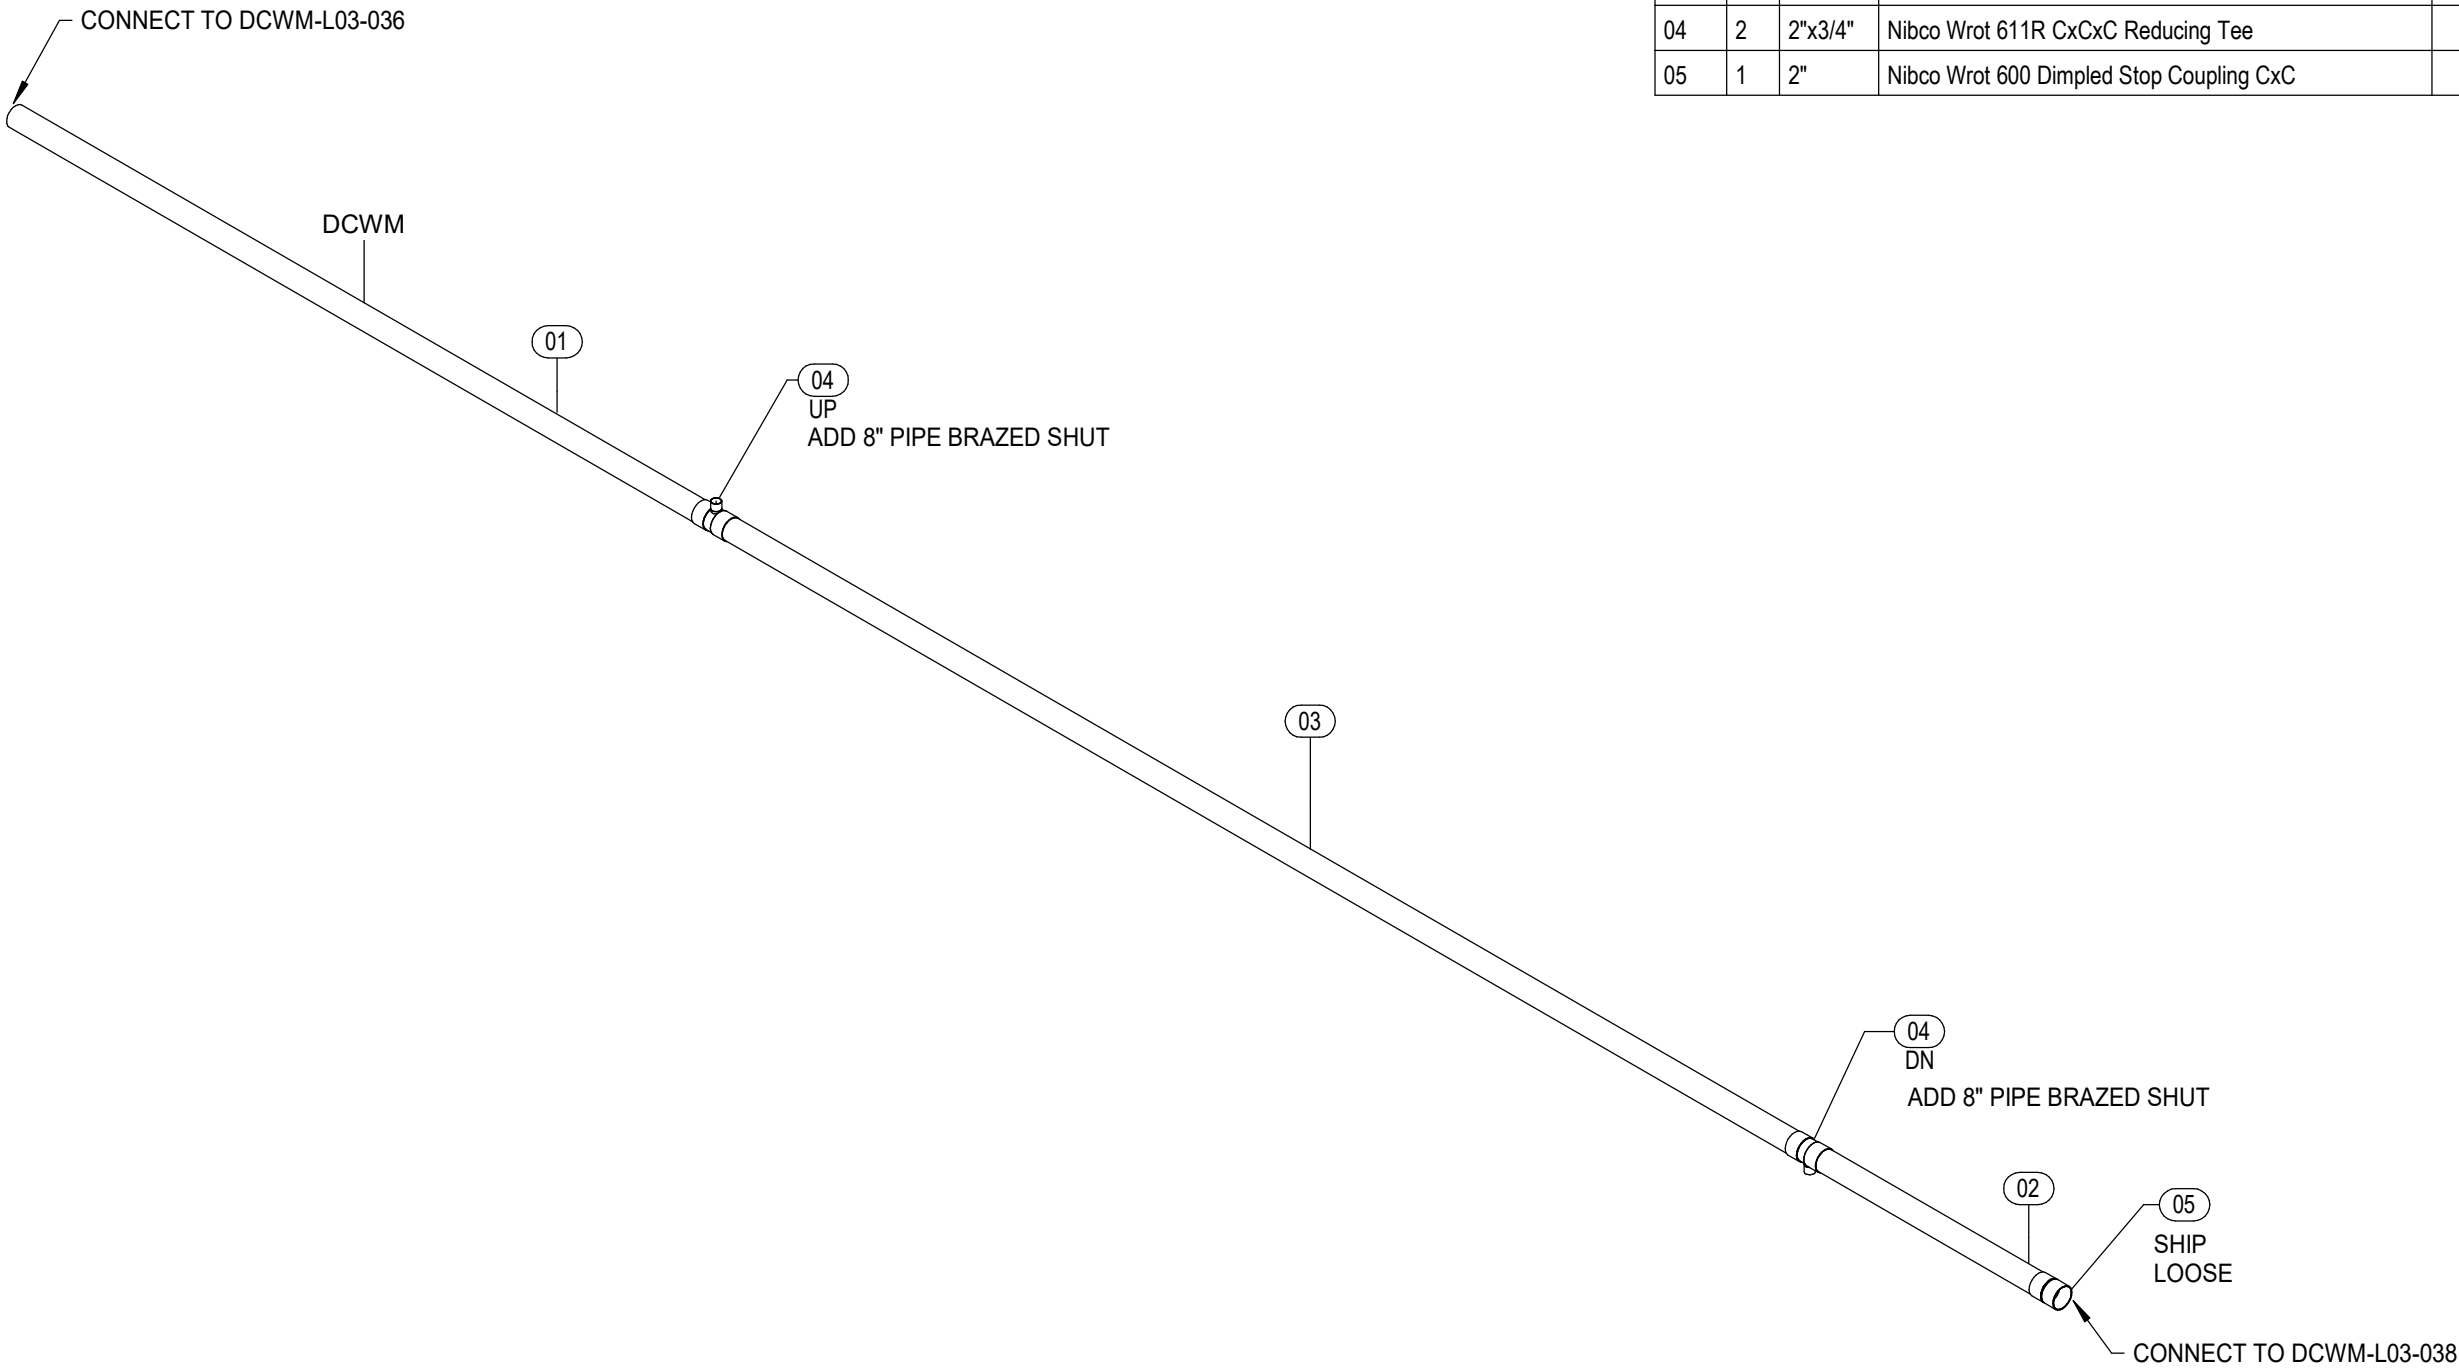 CONNECT TO DCWM-L03-036
04 2 2"x3/4" Nibco Wrot 611R CxCxC Reducing Tee
05 1 2" Nibco Wrot 600 Dimpled Stop Coupling CxC
DCWM
01
04
UP
ADD 8" PIPE BRAZED SHUT
03
04
DN
ADD 8" PIPE BRAZED SHUT
02
05
SHIP
LOOSE
CONNECT TO DCWM-L03-038